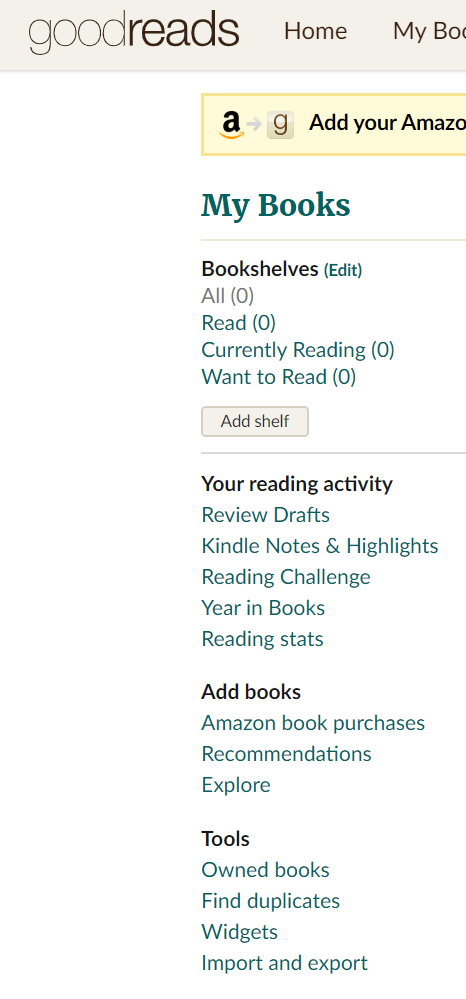 goodreads Home My Boo
a g Add your Amazo
My Books
Bookshelves (Edit)
All (0)
Read (0)
Currently Reading (0)
Want to Read (0)
Add shelf
Your reading activity
Review Drafts
Kindle Notes & Highlights
Reading Challenge
Year in Books
Reading stats
Add books
Amazon book purchases
Recommendations
Explore
Tools
Owned books
Find duplicates
Widgets
Import and export